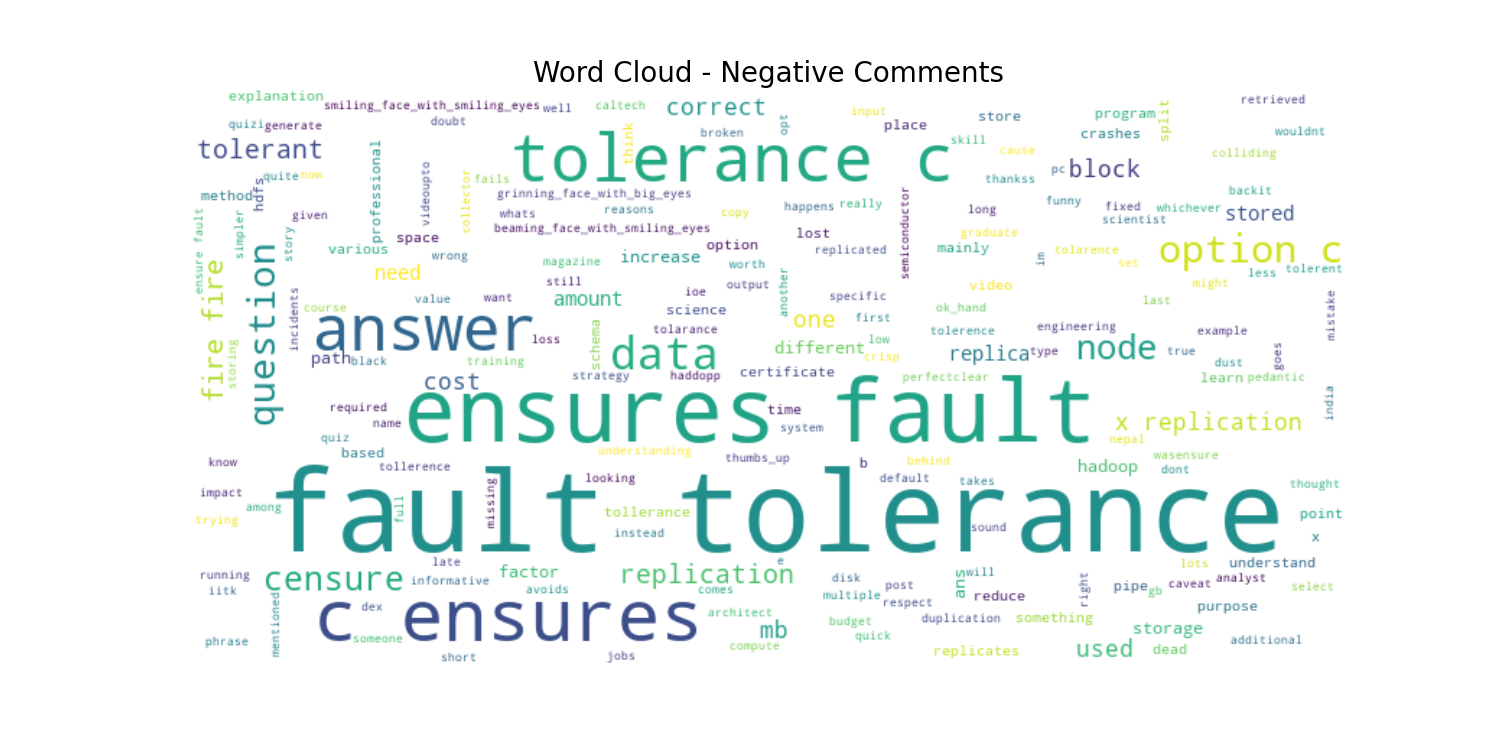 Word Cloud - Negative Comments
explanation
smiling_face_with_smiling_eyes
well
caltech
correct
input
retrieved
quizi
generate
doubt
broken
opt
place
store
program
split
crashes
wouldnt
tolerant
professional
think
tolerance c
skill
cause
colliding
method
quite
now
hdfs
videoupto
collector
fails
grinning_face_with_big_eyes
thankss
pc
block
backit
given
whats
reasons
copy
happens
really
semiconductor
long
funny
fixed
scientist
whichever
stored
ensure fault
simpler
story
various
space
wrong
beaming_face_with_smiling_eyes
option
lost
replicated
mainly
graduate
im
tolarence
set
option c
fire fire
question
need
magazine
increase
worth
another
less
tolerent
incidents
course
value
want
still
amount
ioe
output
science
specific
video
might
last
ok_hand
mistake
answer
loss
schema
tolarance
one
first
tolerence
engineering
example
storing
path
black
training
data
different
low
crisp
replica
type
node
true
goes
dust
cost
strategy
haddopp
certificate
perfectclear
learn
pedantic
required
name
ensures fault
time
system
x replication
india
quiz
based
understanding
nepal
know
tollerence
thumbs_up
b
behind
hadoop
wasensure
dont
impact
among
trying
full
missing
looking
fault tolerance
default
takes
thought
tollerance
instead
sound
point
x
running
iitk
censure
late
informative
factor
avoids
replication
comes
e
disk
multiple
post
respect
ans
will
reduce
right
pipe
gb
caveat
lots
analyst
understand
select
mentioned
dex
c ensures
architect
mb
budget
quick
duplication
something
purpose
storage
phrase
someone
short
jobs
compute
replicates
used
dead
additional